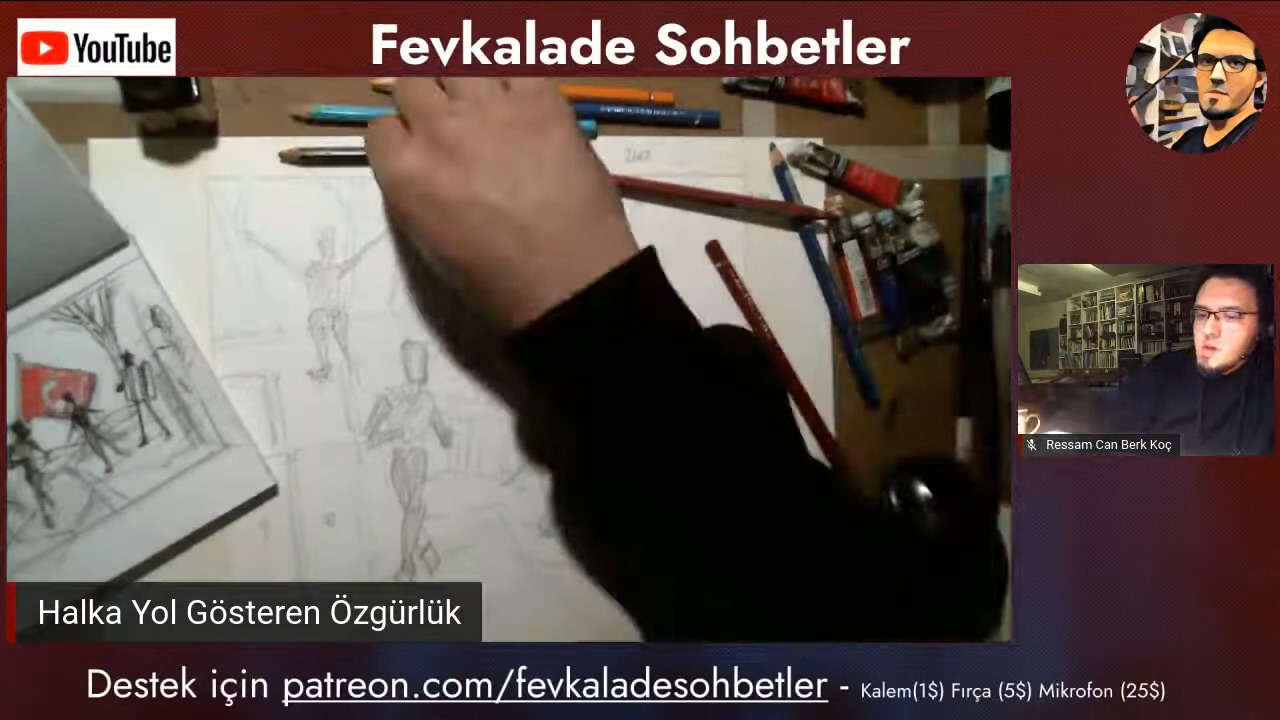 YouTube
Fevkalade Sohbetler
Ressam Can Berk Koç
Halka Yol Gösteren Özgürlük
Destek için patreon.com/fevkaladesohbetler - Kalem(1$) Fırça (5$) Mikrofon (25$)